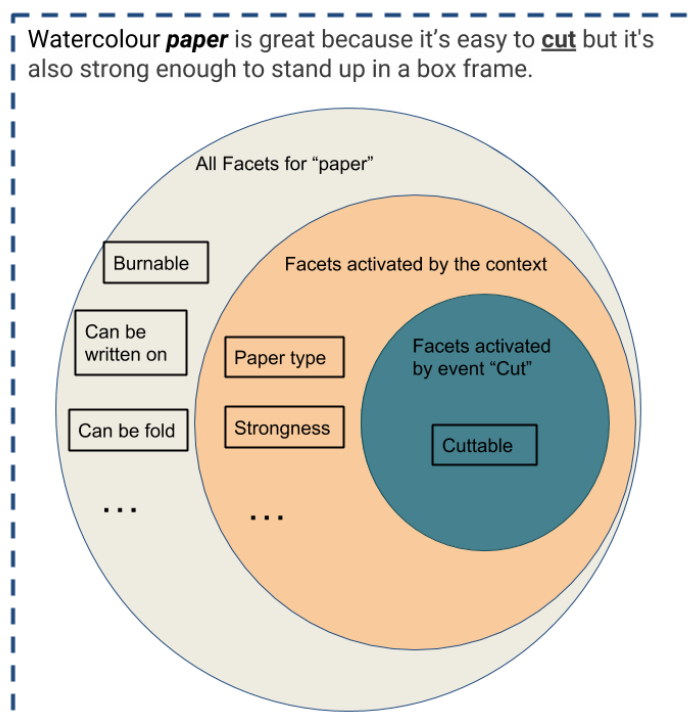 Watercolour paper is great because it’s easy to cut but it's
also strong enough to stand up in a box frame.
All Facets for “paper”
Burnable
Facets activated by the context
Can be
written on
Paper type
Facets activated
by event “Cut”
Can be fold
Strongness
Cuttable
...
...